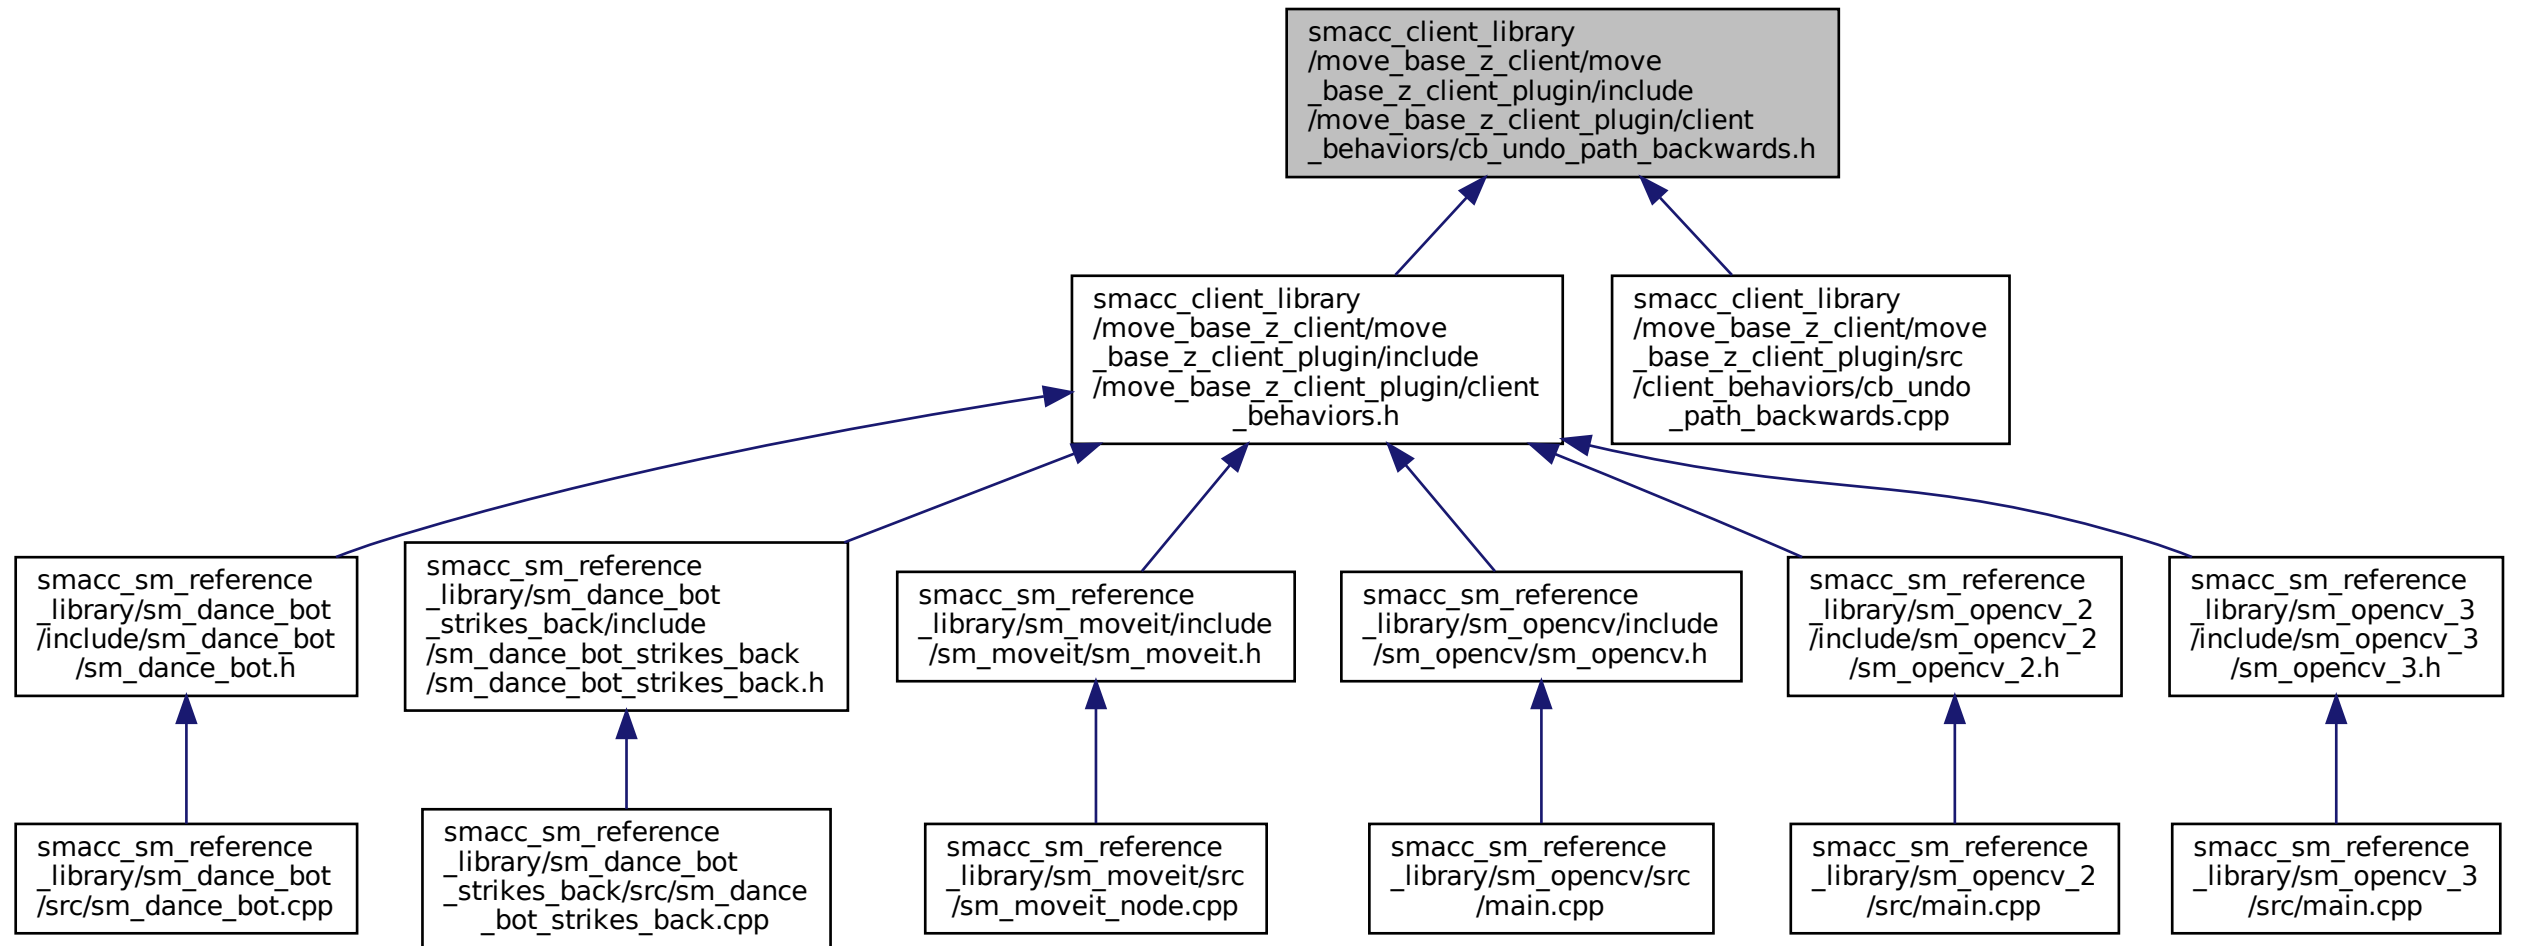 smacc_client_library
/move_base_z_client/move
_base_z_client_plugin/include
/move_base_z_client_plugin/client
_behaviors/cb_undo_path_backwards.h
smacc_client_library
/move_base_z_client/move
_base_z_client_plugin/include
/move_base_z_client_plugin/client
_behaviors.h
smacc_client_library
/move_base_z_client/move
_base_z_client_plugin/src
/client_behaviors/cb_undo
_path_backwards.cpp
smacc_sm_reference
_library/sm_dance_bot
/include/sm_dance_bot
/sm_dance_bot.h
smacc_sm_reference
_library/sm_dance_bot
_strikes_back/include
/sm_dance_bot_strikes_back
/sm_dance_bot_strikes_back.h
smacc_sm_reference
_library/sm_moveit/include
/sm_moveit/sm_moveit.h
smacc_sm_reference
_library/sm_opencv/include
/sm_opencv/sm_opencv.h
smacc_sm_reference
_library/sm_opencv_2
/include/sm_opencv_2
/sm_opencv_2.h
smacc_sm_reference
_library/sm_opencv_3
/include/sm_opencv_3
/sm_opencv_3.h
smacc_sm_reference
_library/sm_dance_bot
/src/sm_dance_bot.cpp
smacc_sm_reference
_library/sm_dance_bot
_strikes_back/src/sm_dance
_bot_strikes_back.cpp
smacc_sm_reference
_library/sm_moveit/src
/sm_moveit_node.cpp
smacc_sm_reference
_library/sm_opencv/src
/main.cpp
smacc_sm_reference
_library/sm_opencv_2
/src/main.cpp
smacc_sm_reference
_library/sm_opencv_3
/src/main.cpp